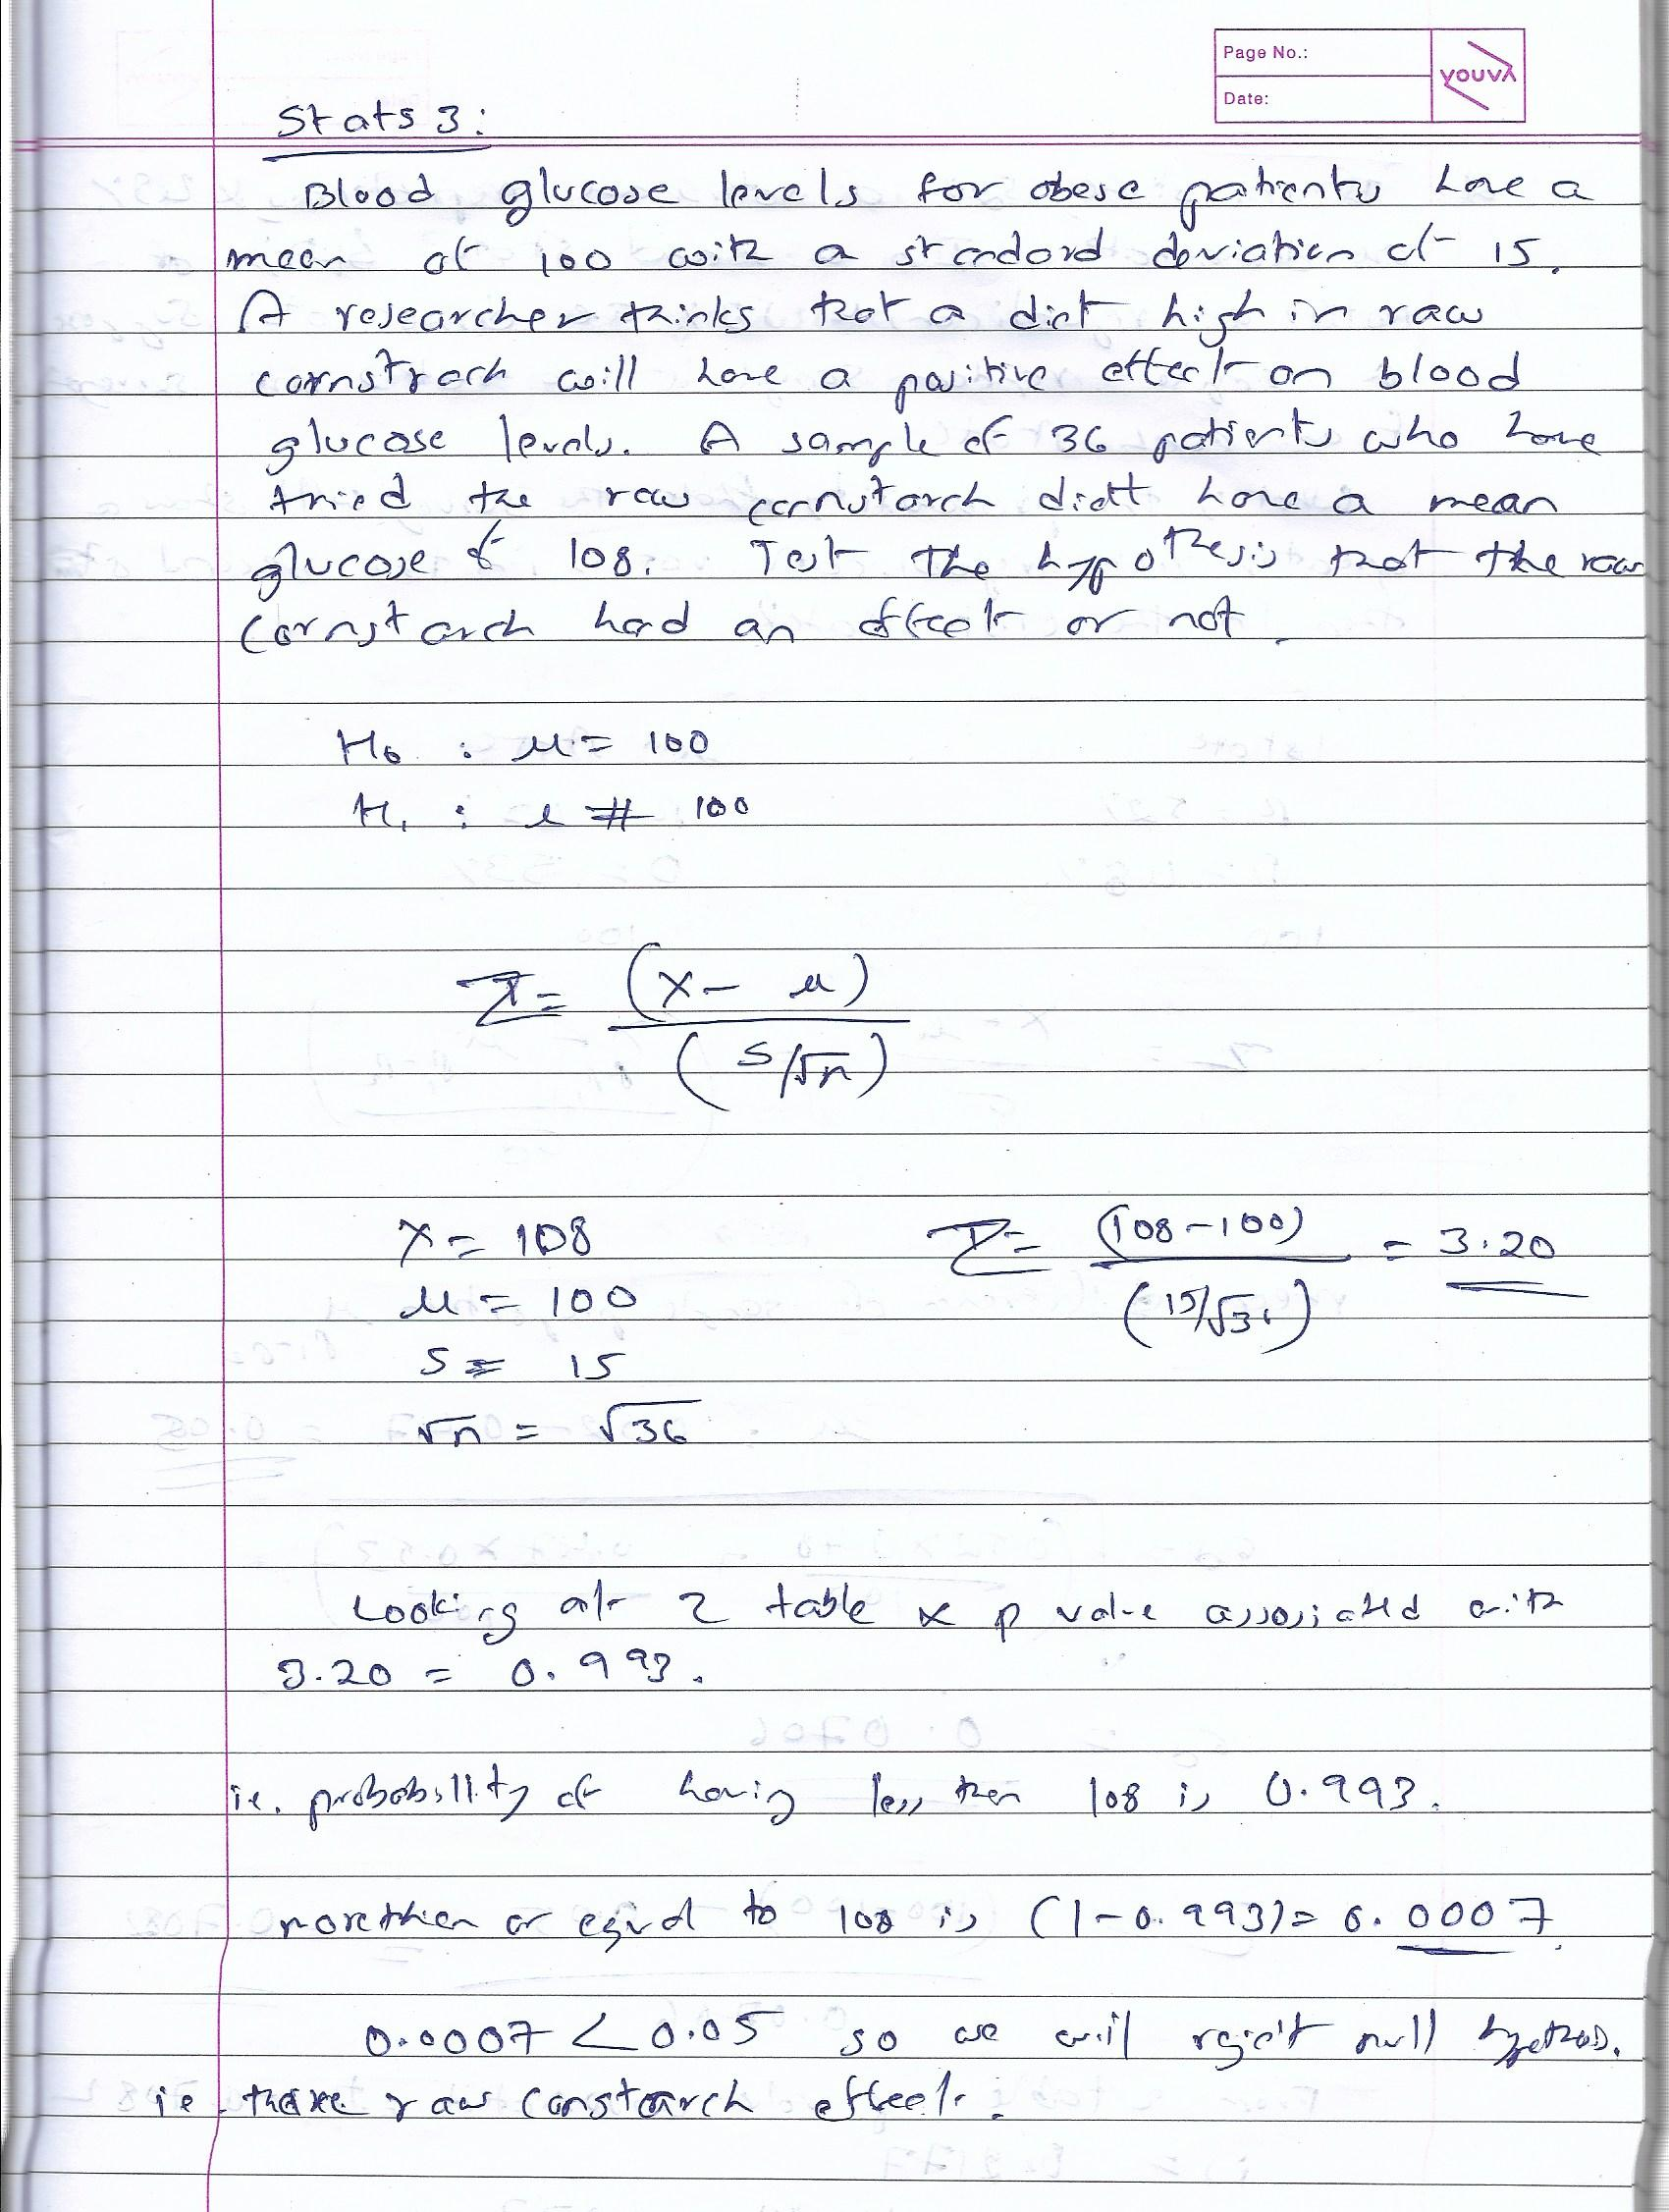 Page No.:
YOUVA
Date:
Stats 3:
Blood glucose levels for obese patients have a
mean of 100 with a standard deviation of 15.
A researcher thinks that a diet high in raw
cornstrach will have a positive effect on blood
glucose levels. A sample of 36 patients who have
tried the raw cornstarch diett have a mean
glucose of 108. Test the hypothesis that the raw
cornstarch had an effect or not.
H0 : μ = 100
H1 : μ ≠ 100
Z = (x - μ)
(s/√n)
x = 108
μ = 100
s = 15
√n = √36
Z = (108-100) = 3.20
(15/√36)
Looking at z table & p value associated with
3.20 = 0.993.
ie. probability of having less then 108 is 0.993.
more then or equal to 108 is (1-0.993) = 0.0007
0.0007 < 0.05 so we will reject null
ie. raw cornstarch effect.